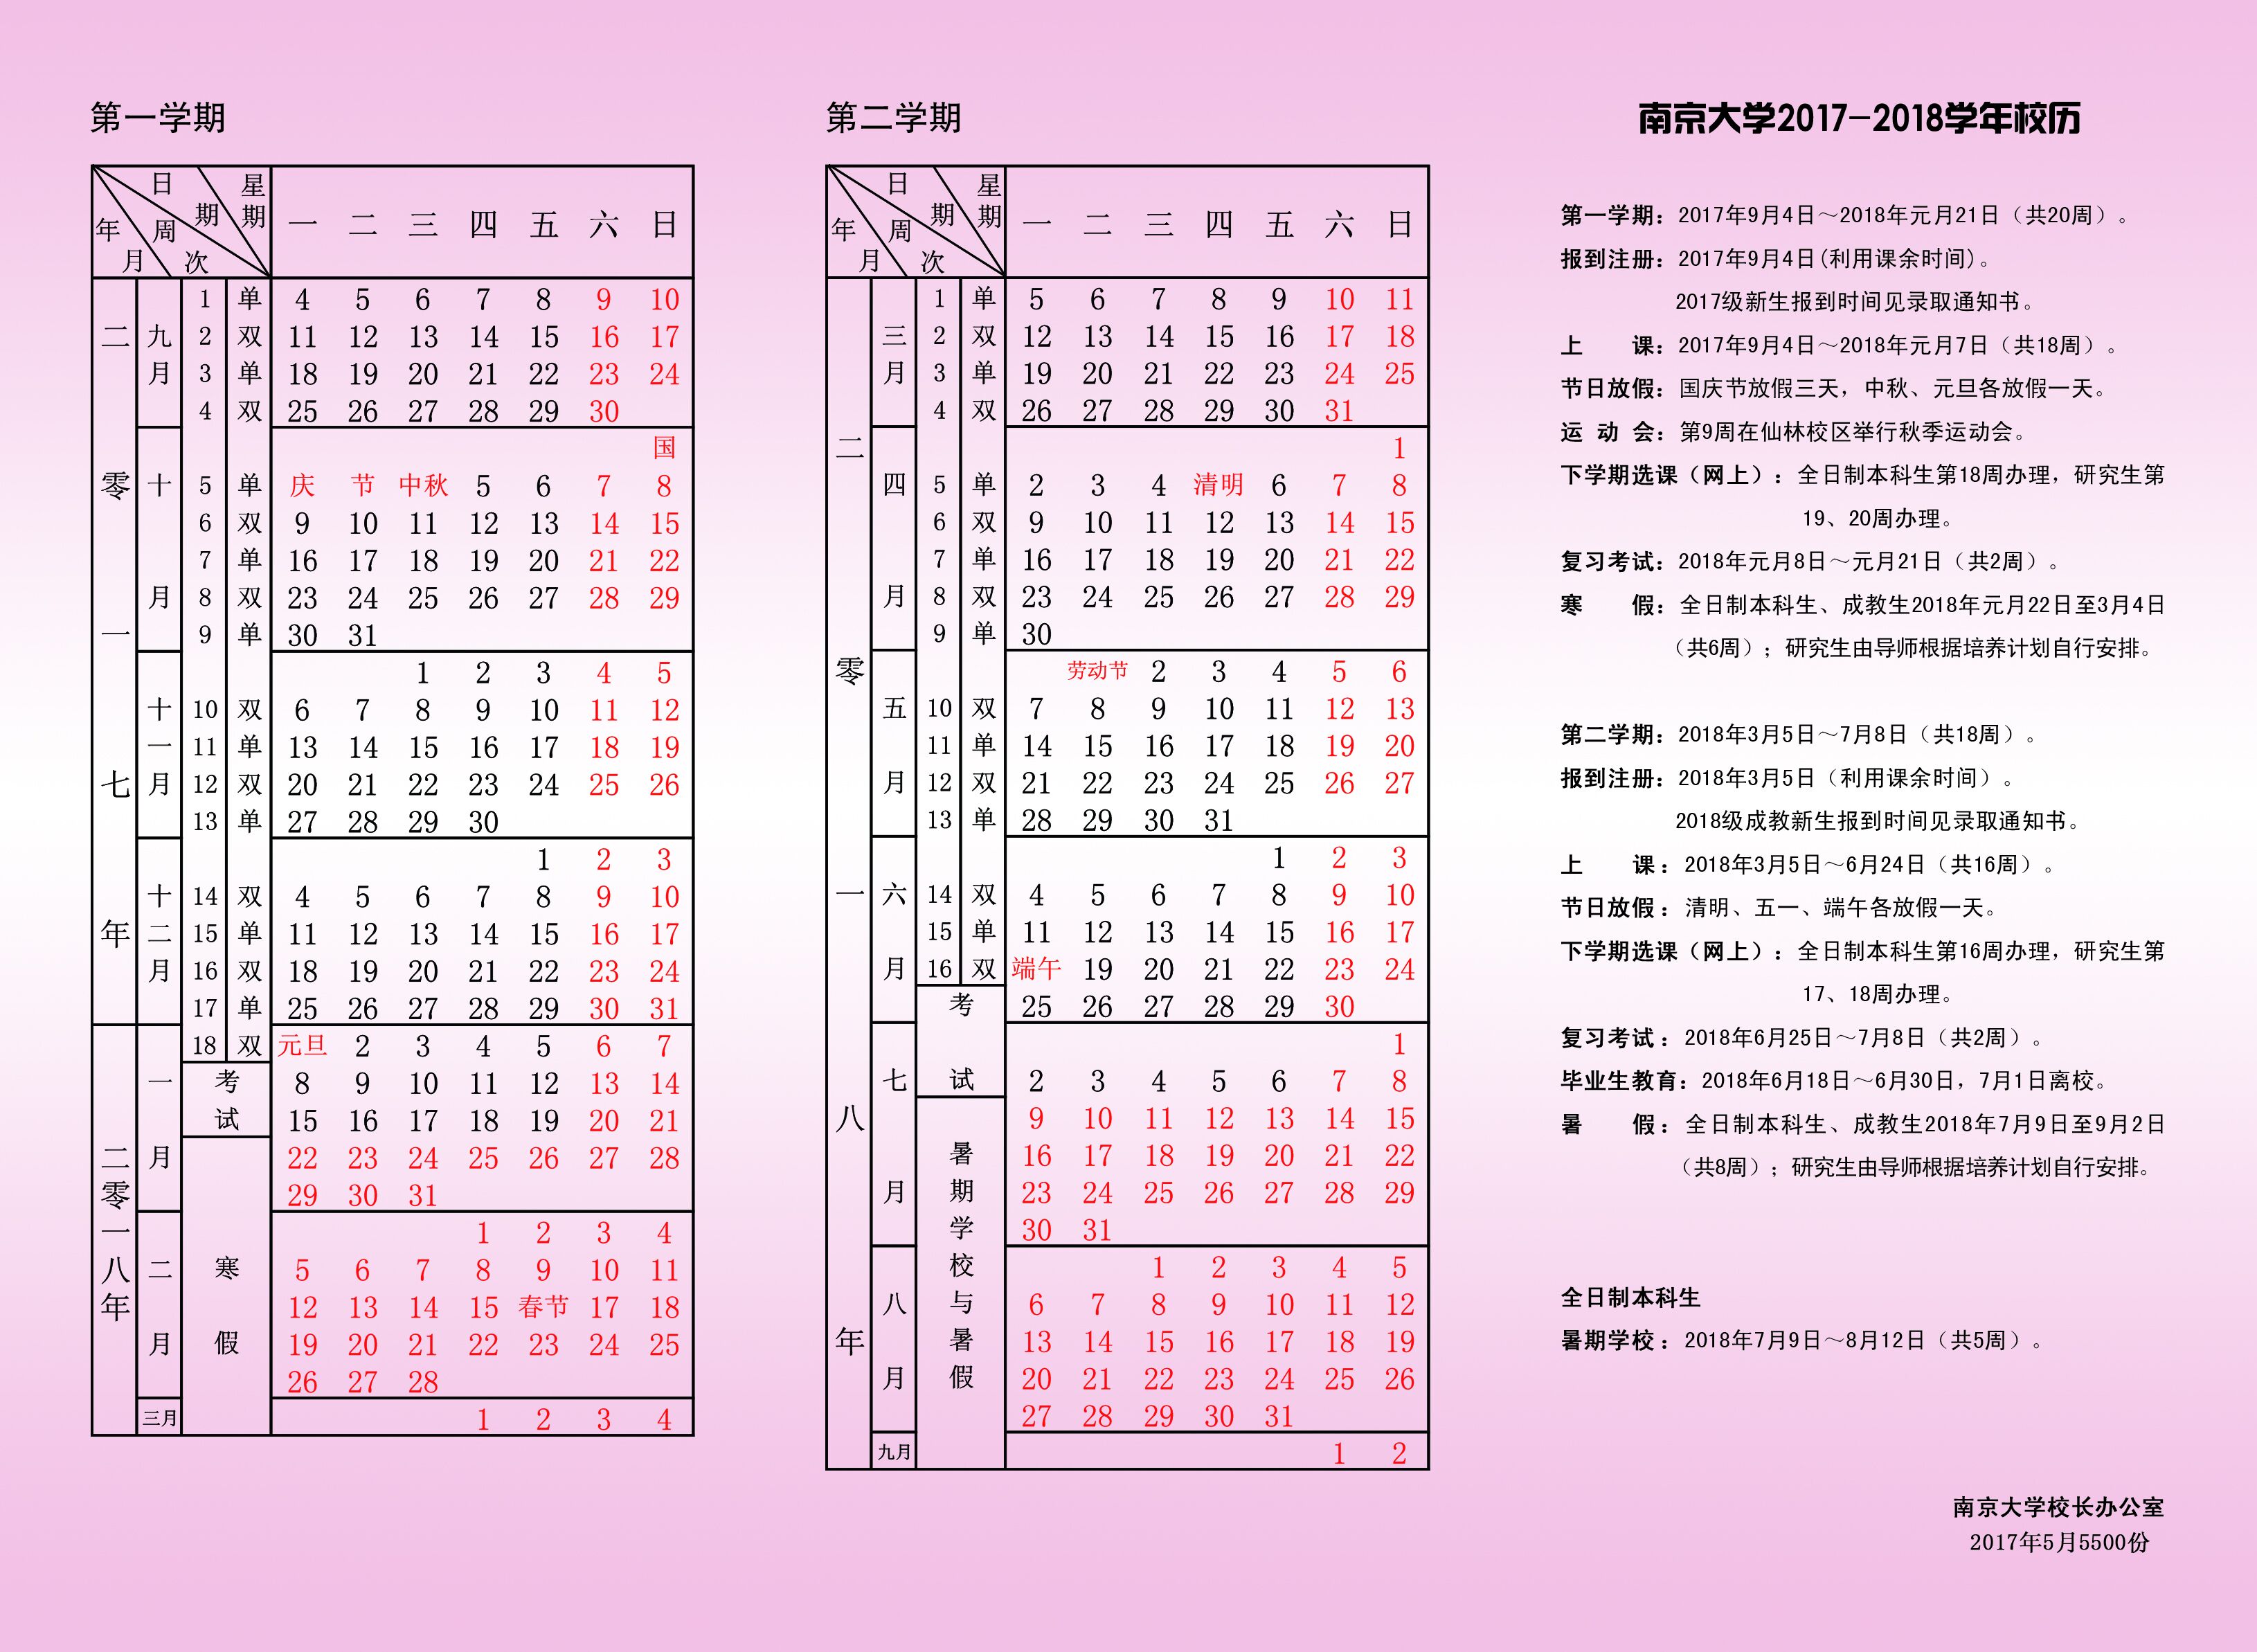 第一学期
年 月 日期 周次 星期 一 二 三 四 五 六 日
二零一七年
九月
1 单 4 5 6 7 8 9 10
2 双 11 12 13 14 15 16 17
3 单 18 19 20 21 22 23 24
4 双 25 26 27 28 29 30
十月
国
5 单 庆 节 中秋 5 6 7 8
6 双 9 10 11 12 13 14 15
7 单 16 17 18 19 20 21 22
8 双 23 24 25 26 27 28 29
9 单 30 31
十一月
1 2 3 4 5
10 双 6 7 8 9 10 11 12
11 单 13 14 15 16 17 18 19
12 双 20 21 22 23 24 25 26
13 单 27 28 29 30
十二月
1 2 3
14 双 4 5 6 7 8 9 10
15 单 11 12 13 14 15 16 17
16 双 18 19 20 21 22 23 24
17 单 25 26 27 28 29 30 31
二零一八年
一月
18 双 元旦 2 3 4 5 6 7
考 8 9 10 11 12 13 14
试 15 16 17 18 19 20 21
22 23 24 25 26 27 28
29 30 31
二月
1 2 3 4
寒 5 6 7 8 9 10 11
12 13 14 15 春节 17 18
假 19 20 21 22 23 24 25
26 27 28
三月 1 2 3 4
第二学期
年 月 日期 周次 星期 一 二 三 四 五 六 日
二零一八年
三月
1 单 5 6 7 8 9 10 11
2 双 12 13 14 15 16 17 18
3 单 19 20 21 22 23 24 25
4 双 26 27 28 29 30 31
四月
1
5 单 2 3 4 清明 6 7 8
6 双 9 10 11 12 13 14 15
7 单 16 17 18 19 20 21 22
8 双 23 24 25 26 27 28 29
9 单 30
五月
劳动节 2 3 4 5 6
10 双 7 8 9 10 11 12 13
11 单 14 15 16 17 18 19 20
12 双 21 22 23 24 25 26 27
13 单 28 29 30 31
六月
1 2 3
14 双 4 5 6 7 8 9 10
15 单 11 12 13 14 15 16 17
16 双 端午 19 20 21 22 23 24
考 25 26 27 28 29 30
七月
1
试 2 3 4 5 6 7 8
9 10 11 12 13 14 15
暑 16 17 18 19 20 21 22
期 23 24 25 26 27 28 29
学 30 31
八月
校 1 2 3 4 5
与 6 7 8 9 10 11 12
暑 13 14 15 16 17 18 19
假 20 21 22 23 24 25 26
27 28 29 30 31
九月 1 2
南京大学2017-2018学年校历
第一学期：2017年9月4日～2018年元月21日（共20周）。
报到注册：2017年9月4日(利用课余时间)。
2017级新生报到时间见录取通知书。
上 课：2017年9月4日～2018年元月7日（共18周）。
节日放假：国庆节放假三天，中秋、元旦各放假一天。
运 动 会：第9周在仙林校区举行秋季运动会。
下学期选课（网上）：全日制本科生第18周办理，研究生第
19、20周办理。
复习考试：2018年元月8日～元月21日（共2周）。
寒 假：全日制本科生、成教生2018年元月22日至3月4日
（共6周）；研究生由导师根据培养计划自行安排。
第二学期：2018年3月5日～7月8日（共18周）。
报到注册：2018年3月5日（利用课余时间）。
2018级成教新生报到时间见录取通知书。
上 课：2018年3月5日～6月24日（共16周）。
节日放假：清明、五一、端午各放假一天。
下学期选课（网上）：全日制本科生第16周办理，研究生第
17、18周办理。
复习考试：2018年6月25日～7月8日（共2周）。
毕业生教育：2018年6月18日～6月30日，7月1日离校。
暑 假：全日制本科生、成教生2018年7月9日至9月2日
（共8周）；研究生由导师根据培养计划自行安排。
全日制本科生
暑期学校：2018年7月9日～8月12日（共5周）。
南京大学校长办公室
2017年5月5500份